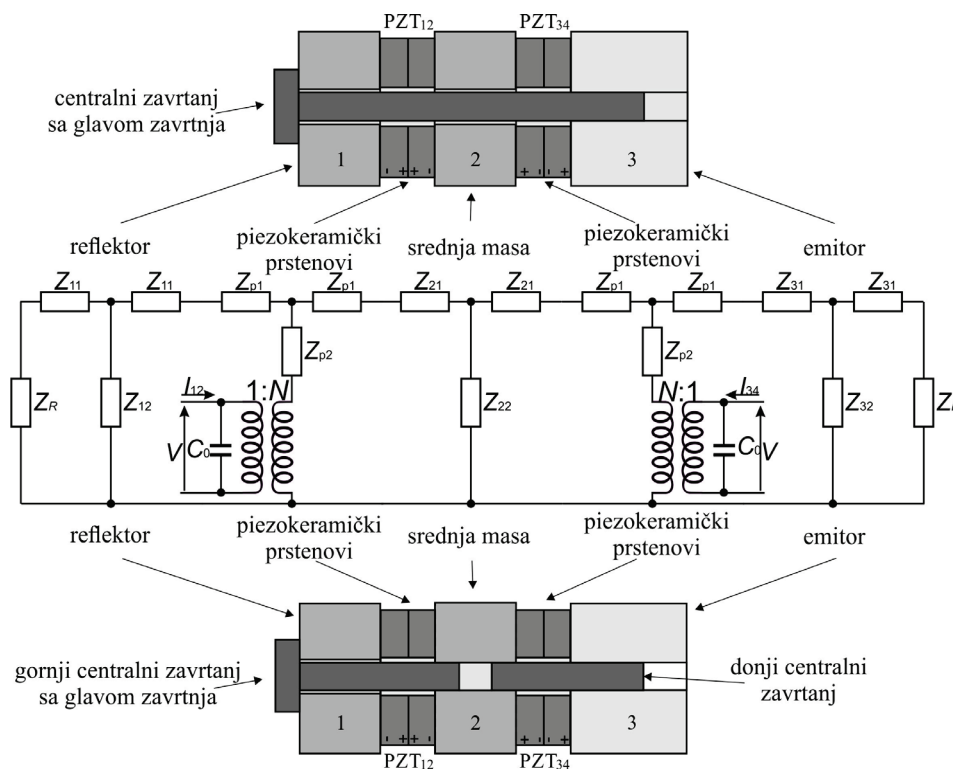 PZT12 PZT34
centralni zavrtanj
sa glavom zavrtnja
1 2 3
- + + - + - - +
reflektor
piezokeramički
prstenovi
srednja masa
piezokeramički
prstenovi
emitor
Z11 Z11 Zp1 Zp1 Z21 Z21 Zp1 Zp1 Z31 Z31
Zp2 Zp2
I12 1:N N:1 I34
ZR Z12 V C0 Z22 C0 V Z32
reflektor
piezokeramički
prstenovi
srednja masa
piezokeramički
prstenovi
emitor
gornji centralni zavrtanj
sa glavom zavrtnja
donji centralni
zavrtanj
1 2 3
- + + - + - - +
PZT12 PZT34